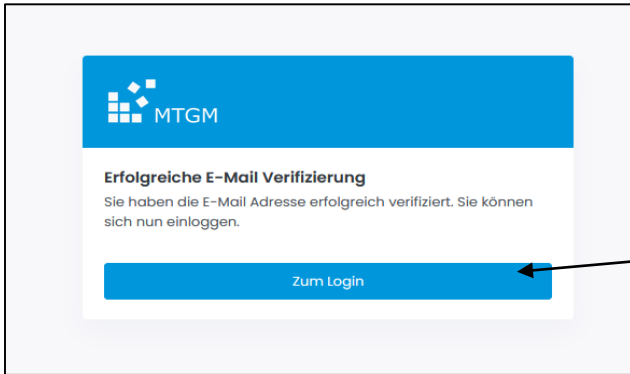 MTGM
Erfolgreiche E-Mail Verifizierung
Sie haben die E-Mail Adresse erfolgreich verifiziert. Sie können
sich nun einloggen.
Zum Login